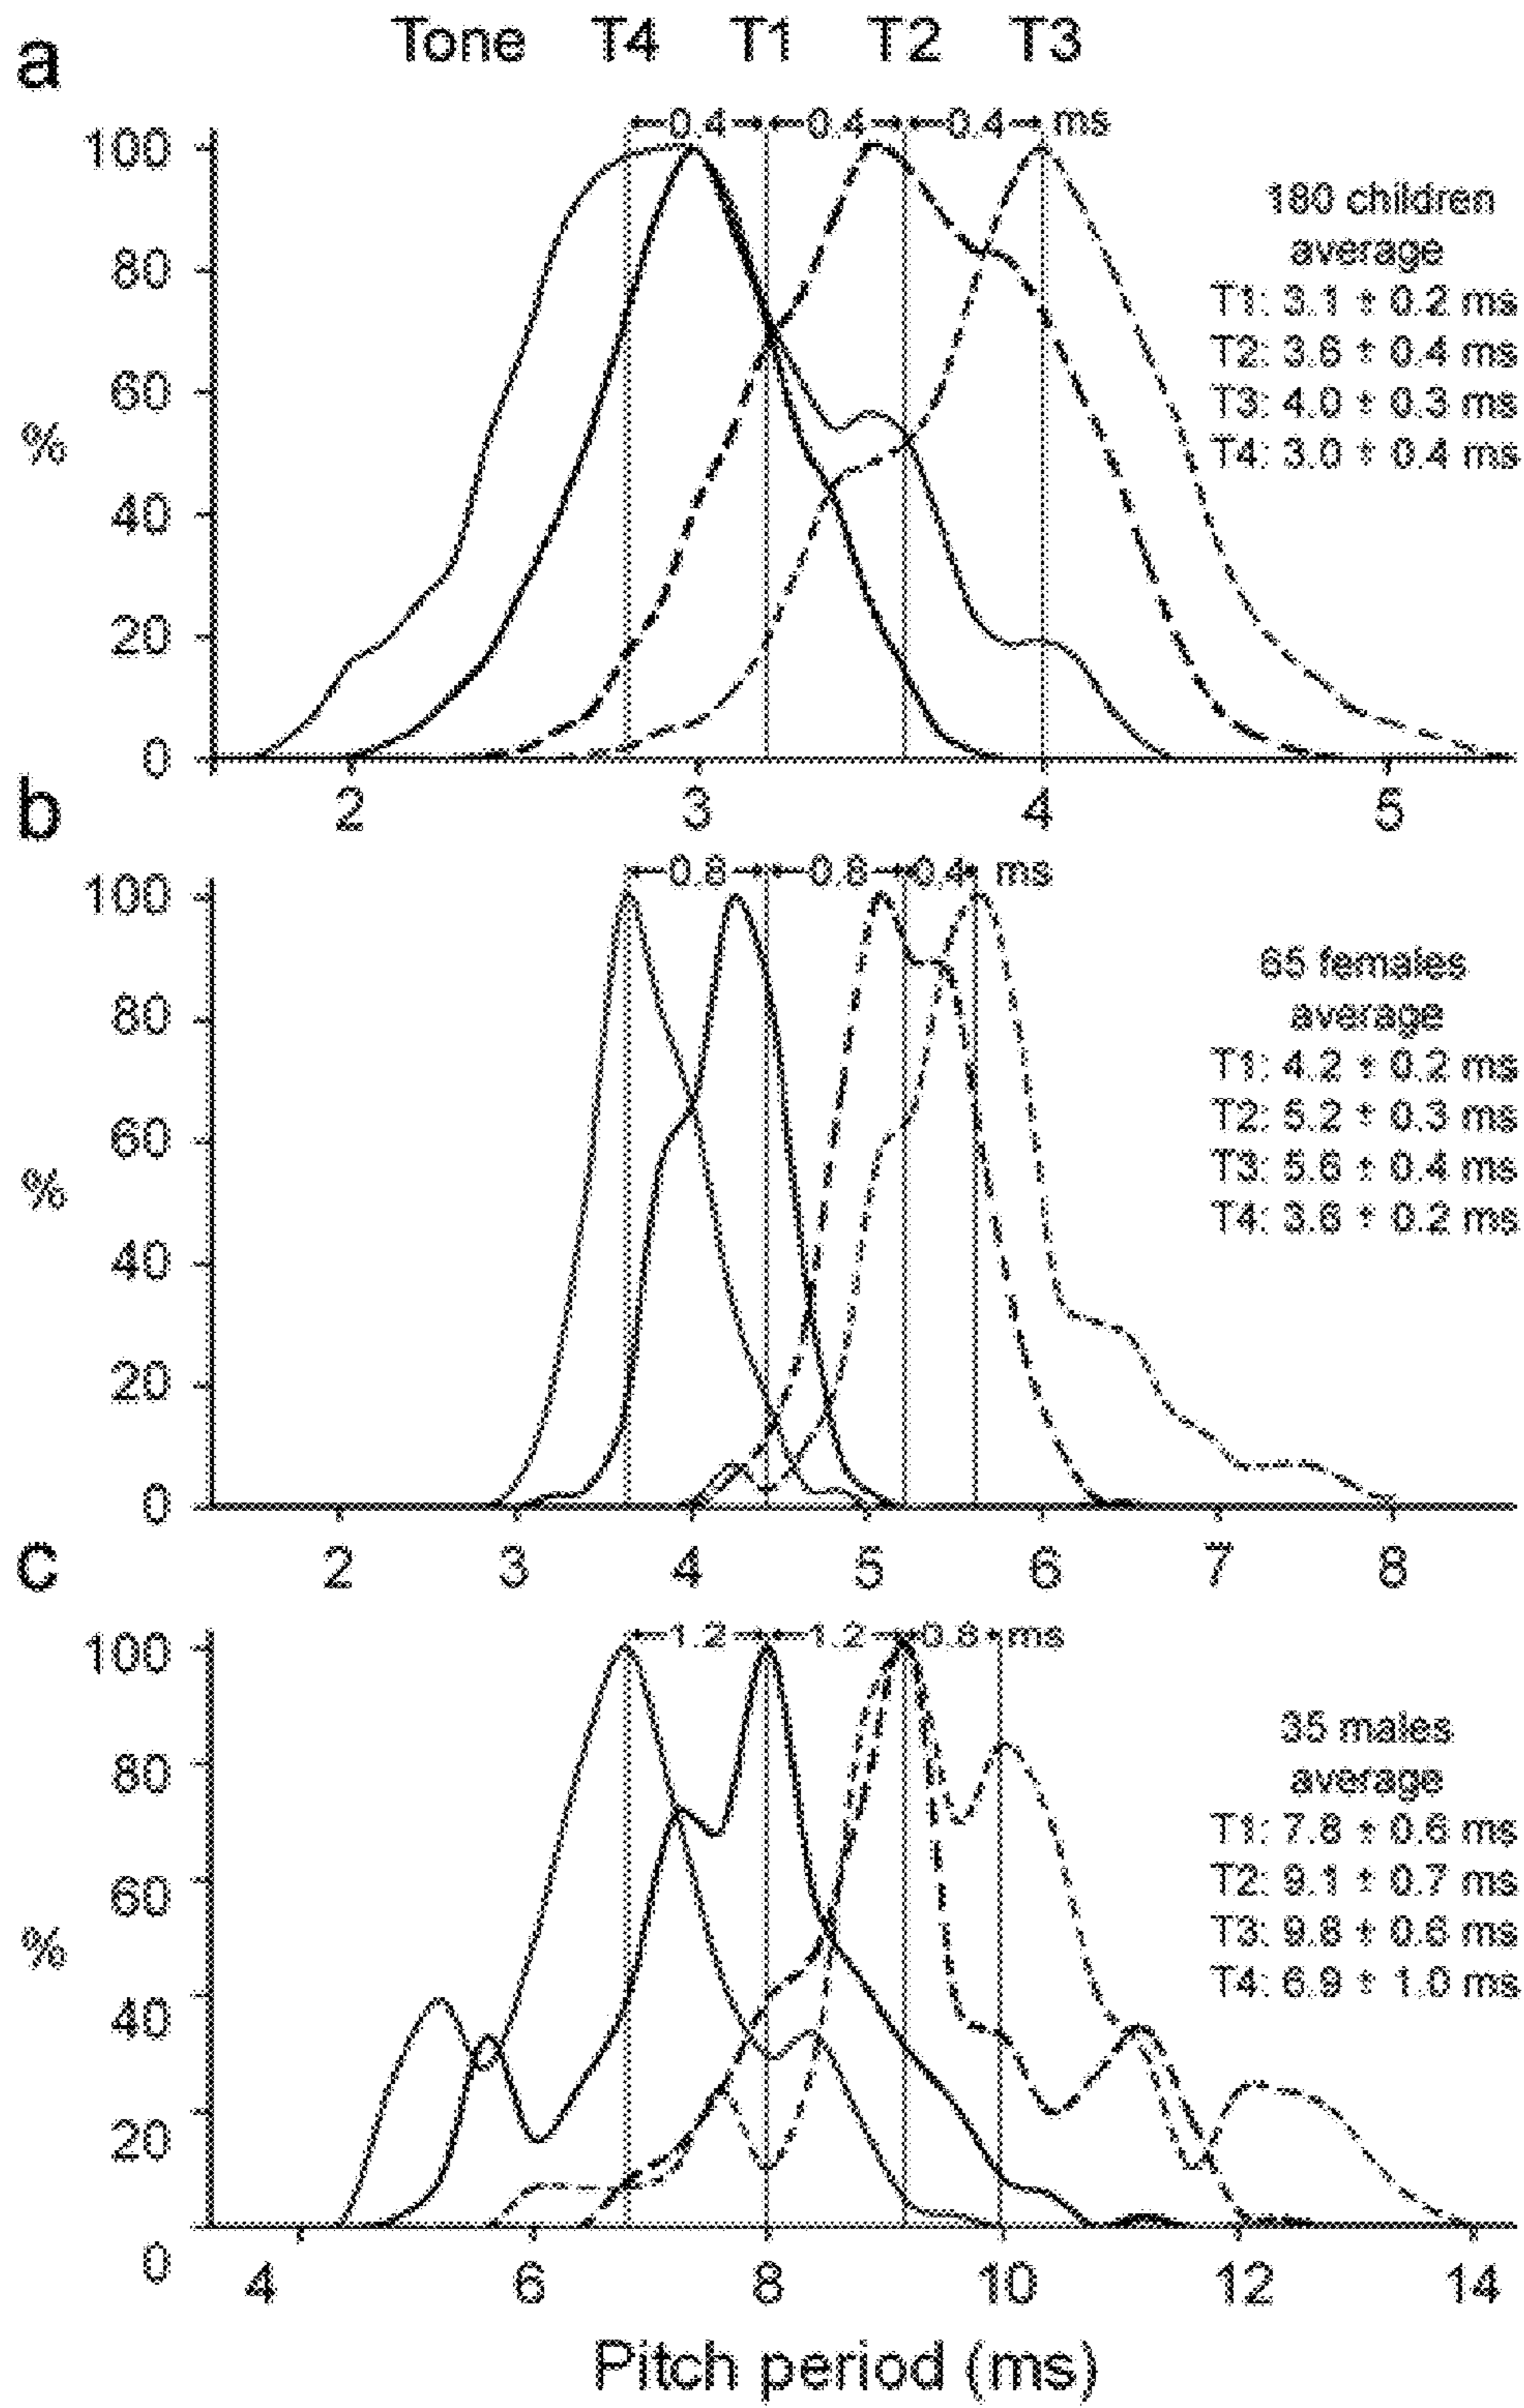 a
Tone T4 T1 T2 T3
0.4 0.4 0.4 ms
100
80
60
40
20
0
%
180 children
average
T1: 3.1 ± 0.2 ms
T2: 3.6 ± 0.4 ms
T3: 4.0 ± 0.3 ms
T4: 3.0 ± 0.4 ms
2 3 4 5
b
0.8 0.8 0.4 ms
100
80
60
40
20
0
%
65 females
average
T1: 4.2 ± 0.2 ms
T2: 5.2 ± 0.3 ms
T3: 5.6 ± 0.4 ms
T4: 3.6 ± 0.2 ms
2 3 4 5 6 7 8
c
1.2 1.2 0.8 ms
100
80
60
40
20
0
%
35 males
average
T1: 7.8 ± 0.6 ms
T2: 9.1 ± 0.7 ms
T3: 9.8 ± 0.6 ms
T4: 6.9 ± 1.0 ms
4 6 8 10 12 14
Pitch period (ms)